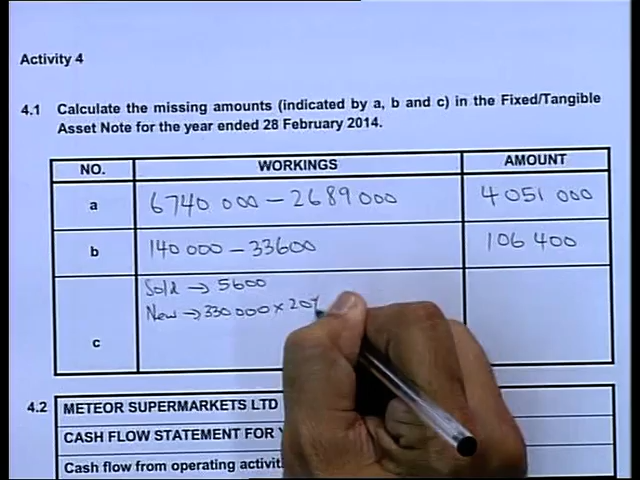 Activity 4
4.1 Calculate the missing amounts (indicated by a, b and c) in the Fixed/Tangible
Asset Note for the year ended 28 February 2014.
NO. WORKINGS AMOUNT
a 6740 000 – 2689 000 4 051 000
b 140 000 – 33600 106 400
Sold → 5600
New → 330 000 × 20%
c
4.2 METEOR SUPERMARKETS LTD
CASH FLOW STATEMENT FOR
Cash flow from operating